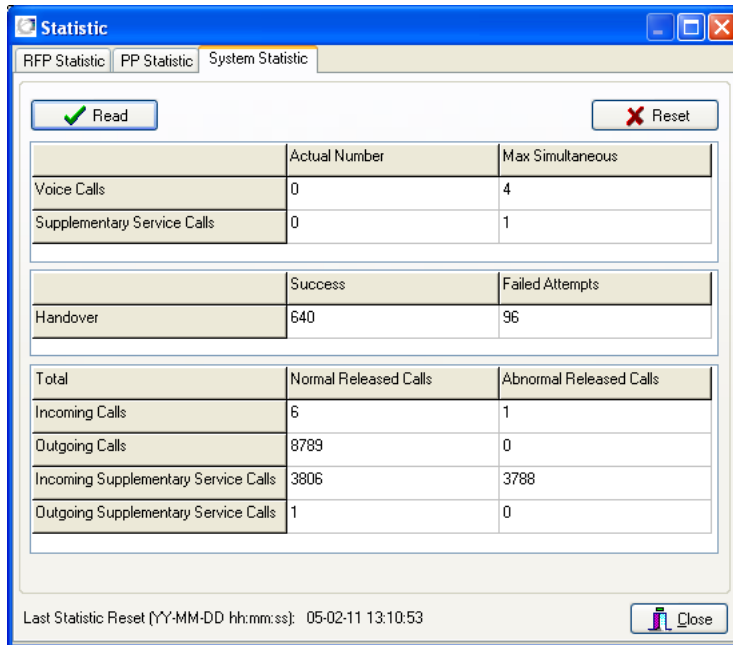 Statistic
RFP Statistic PP Statistic System Statistic
Read Reset
Actual Number Max Simultaneous
Voice Calls 0 4
Supplementary Service Calls 0 1
Success Failed Attempts
Handover 640 96
Total Normal Released Calls Abnormal Released Calls
Incoming Calls 6 1
Outgoing Calls 8789 0
Incoming Supplementary Service Calls 3806 3788
Outgoing Supplementary Service Calls 1 0
Last Statistic Reset (YY-MM-DD hh:mm:ss): 05-02-11 13:10:53 Close